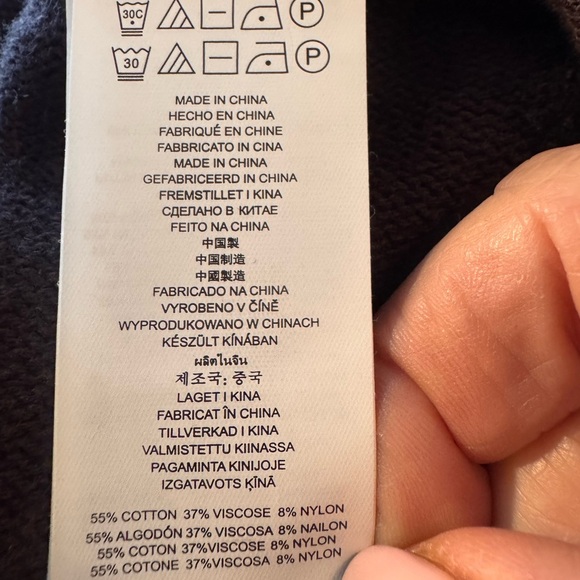 30C P
30 P
MADE IN CHINA
HECHO EN CHINA
FABRIQUÉ EN CHINE
FABBRICATO IN CINA
MADE IN CHINA
GEFABRICEERD IN CHINA
FREMSTILLET I KINA
СДЕЛАНО В КИТАЕ
FEITO NA CHINA
中国製
中国制造
中國製造
FABRICADO NA CHINA
VYROBENO V ČÍNĚ
WYPRODUKOWANO W CHINACH
KÉSZÜLT KÍNÁBAN
ผลิตในจีน
제조국: 중국
LAGET I KINA
FABRICAT ÎN CHINA
TILLVERKAD I KINA
VALMISTETTU KIINASSA
PAGAMINTA KINIJOJE
IZGATAVOTS ĶĪNĀ
55% COTTON 37% VISCOSE 8% NYLON
55% ALGODÓN 37% VISCOSA 8% NAILON
55% COTON 37%VISCOSE 8% NYLON
55% COTONE 37%VISCOSA 8% NYLON